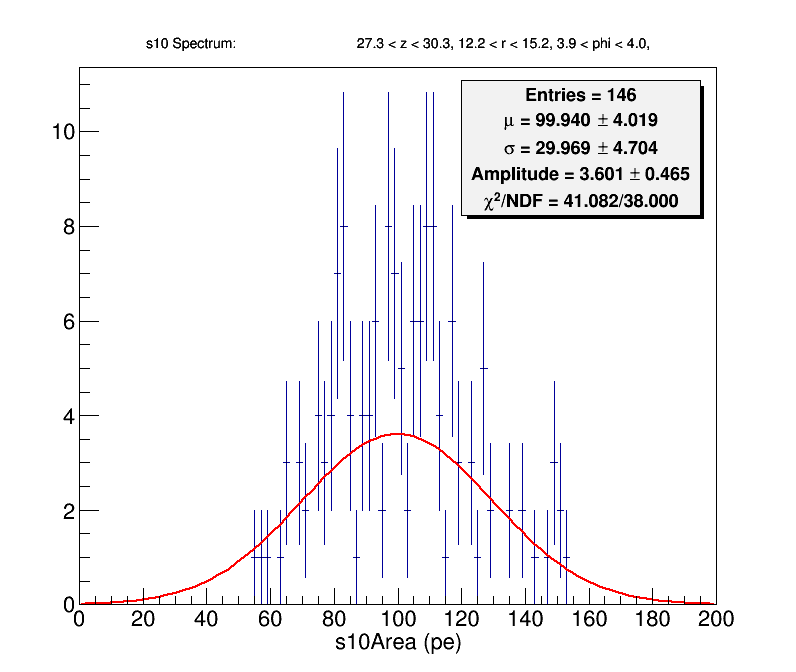 s10 Spectrum: 27.3 < z < 30.3, 12.2 < r < 15.2, 3.9 < phi < 4.0,
Entries = 146
μ = 99.940 ± 4.019
σ = 29.969 ± 4.704
Amplitude = 3.601 ± 0.465
χ²/NDF = 41.082/38.000
10
8
6
4
2
0
0 20 40 60 80 100 120 140 160 180 200
s10Area (pe)